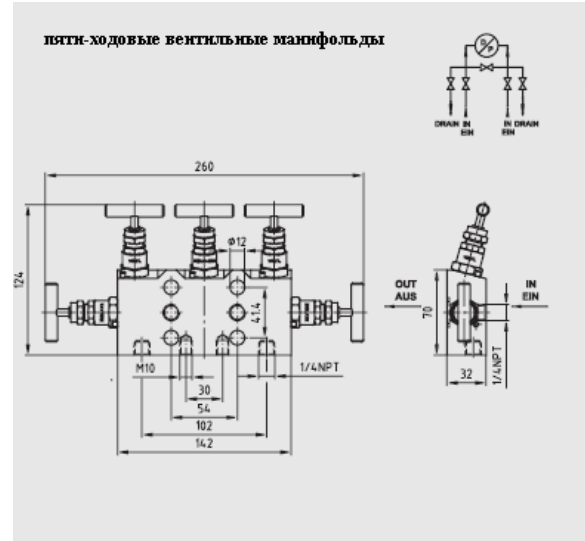 пяти-ходовые вентильные манифольды
DRAIN IN IN DRAIN
EIN EIN
260
124
Ф12
41.4
M10
1/4NPT
30
54
102
142
OUT IN
AUS EIN
70
32
1/4NPT